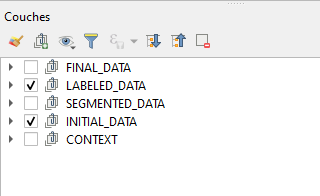 Couches
FINAL_DATA
LABELED_DATA
SEGMENTED_DATA
INITIAL_DATA
CONTEXT